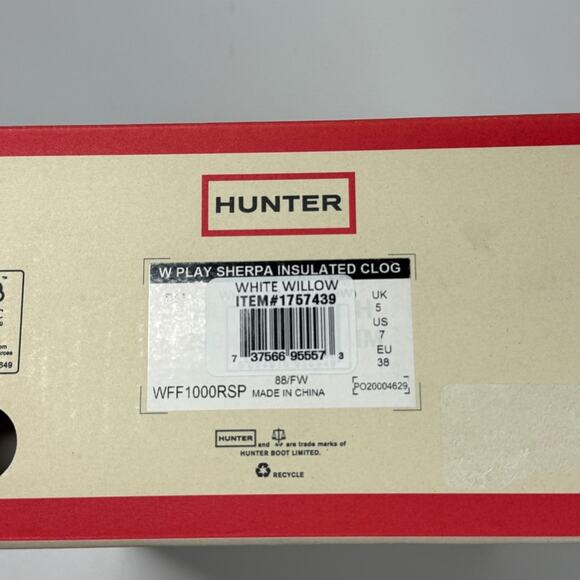 HUNTER
W PLAY SHERPA INSULATED CLOG
WHITE WILLOW
ITEM#1757439
7 37566 95557 3
UK
5
US
7
EU
38
88/FW
WFF1000RSP MADE IN CHINA
PO20004629
HUNTER and are trade marks of
HUNTER BOOT LIMITED.
RECYCLE